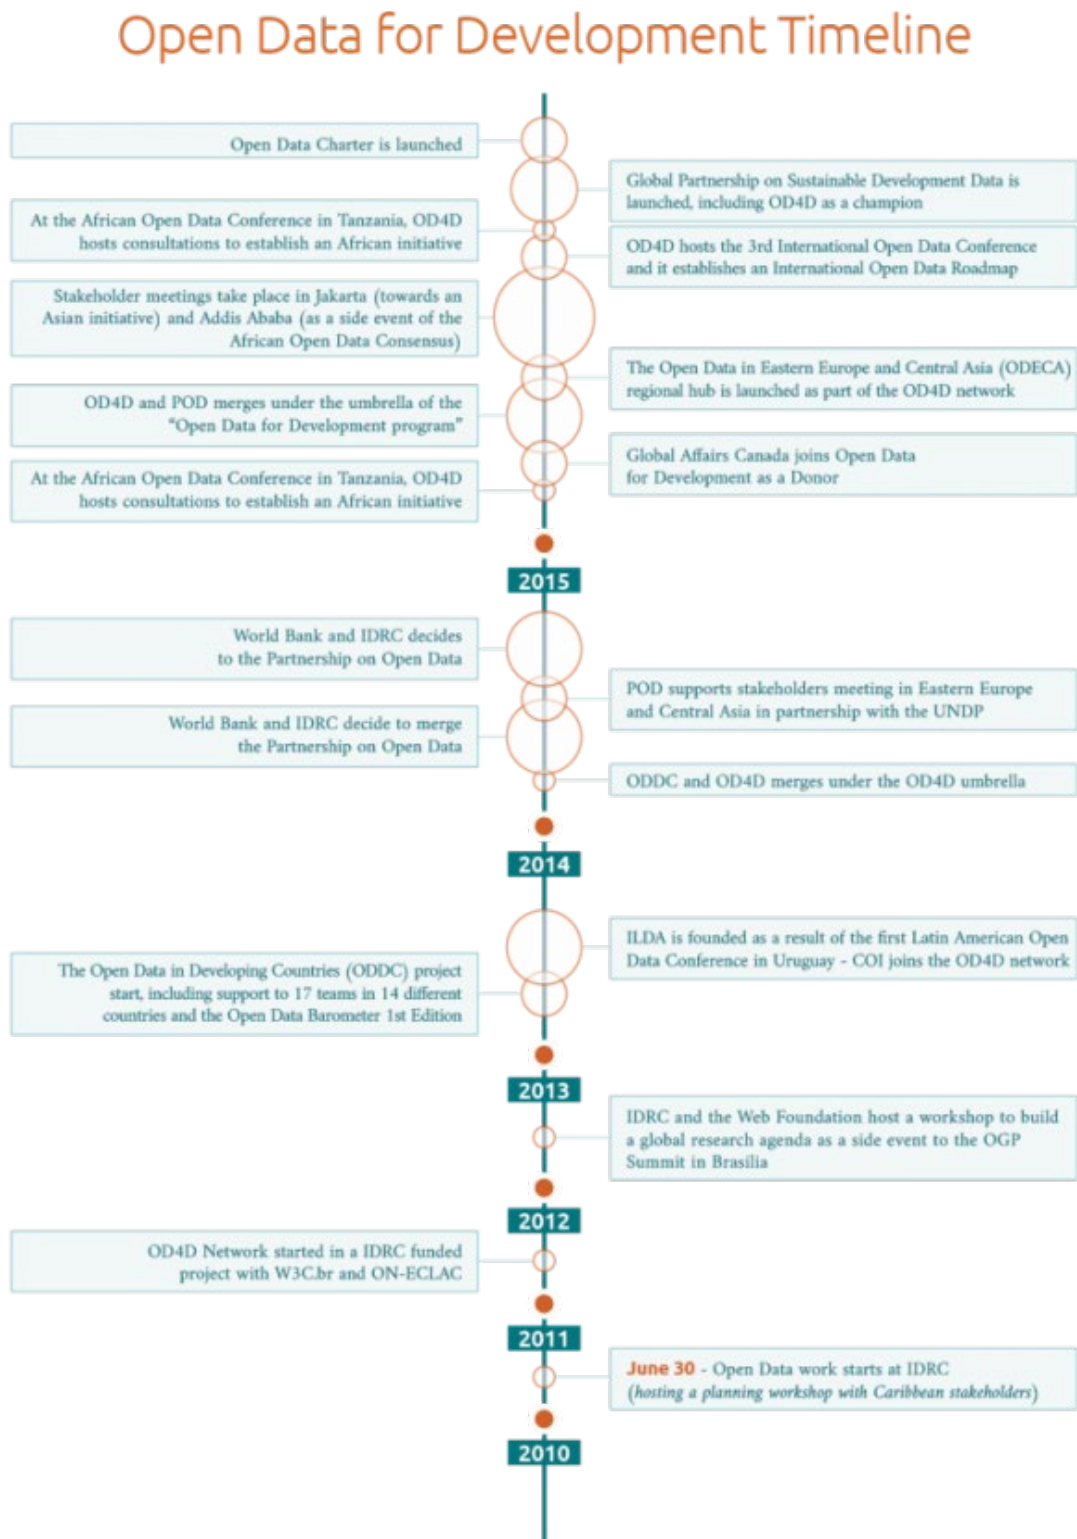 Open Data for Development Timeline
Open Data Charter is launched
Global Partnership on Sustainable Development Data is
launched, including OD4D as a champion
At the African Open Data Conference in Tanzania, OD4D
hosts consultations to establish an African initiative
OD4D hosts the 3rd International Open Data Conference
and it establishes an International Open Data Roadmap
Stakeholder meetings take place in Jakarta (towards an
Asian initiative) and Addis Ababa (as a side event of the
African Open Data Consensus)
The Open Data in Eastern Europe and Central Asia (ODECA)
regional hub is launched as part of the OD4D network
OD4D and POD merges under the umbrella of the
“Open Data for Development program”
Global Affairs Canada joins Open Data
for Development as a Donor
At the African Open Data Conference in Tanzania, OD4D
hosts consultations to establish an African initiative
2015
World Bank and IDRC decides
to the Partnership on Open Data
POD supports stakeholders meeting in Eastern Europe
and Central Asia in partnership with the UNDP
World Bank and IDRC decide to merge
the Partnership on Open Data
ODDC and OD4D merges under the OD4D umbrella
2014
ILDA is founded as a result of the first Latin American Open
Data Conference in Uruguay - COI joins the OD4D network
The Open Data in Developing Countries (ODDC) project
start, including support to 17 teams in 14 different
countries and the Open Data Barometer 1st Edition
2013
IDRC and the Web Foundation host a workshop to build
a global research agenda as a side event to the OGP
Summit in Brasília
2012
OD4D Network started in a IDRC funded
project with W3C.br and ON-ECLAC
2011
June 30 - Open Data work starts at IDRC
(hosting a planning workshop with Caribbean stakeholders)
2010